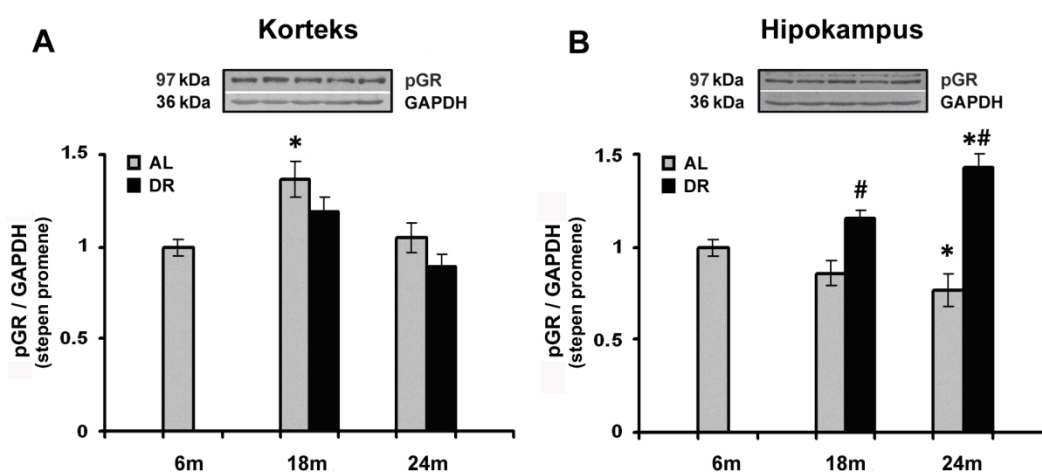 A
Korteks
97 kDa
pGR
36 kDa
GAPDH
*
1.5
AL
DR
1
0.5
0
pGR / GAPDH
(stepen promene)
6m
18m
24m
B
Hipokampus
97 kDa
pGR
36 kDa
GAPDH
*#
1.5
AL
DR
#
*
1
0.5
0
pGR / GAPDH
(stepen promene)
6m
18m
24m